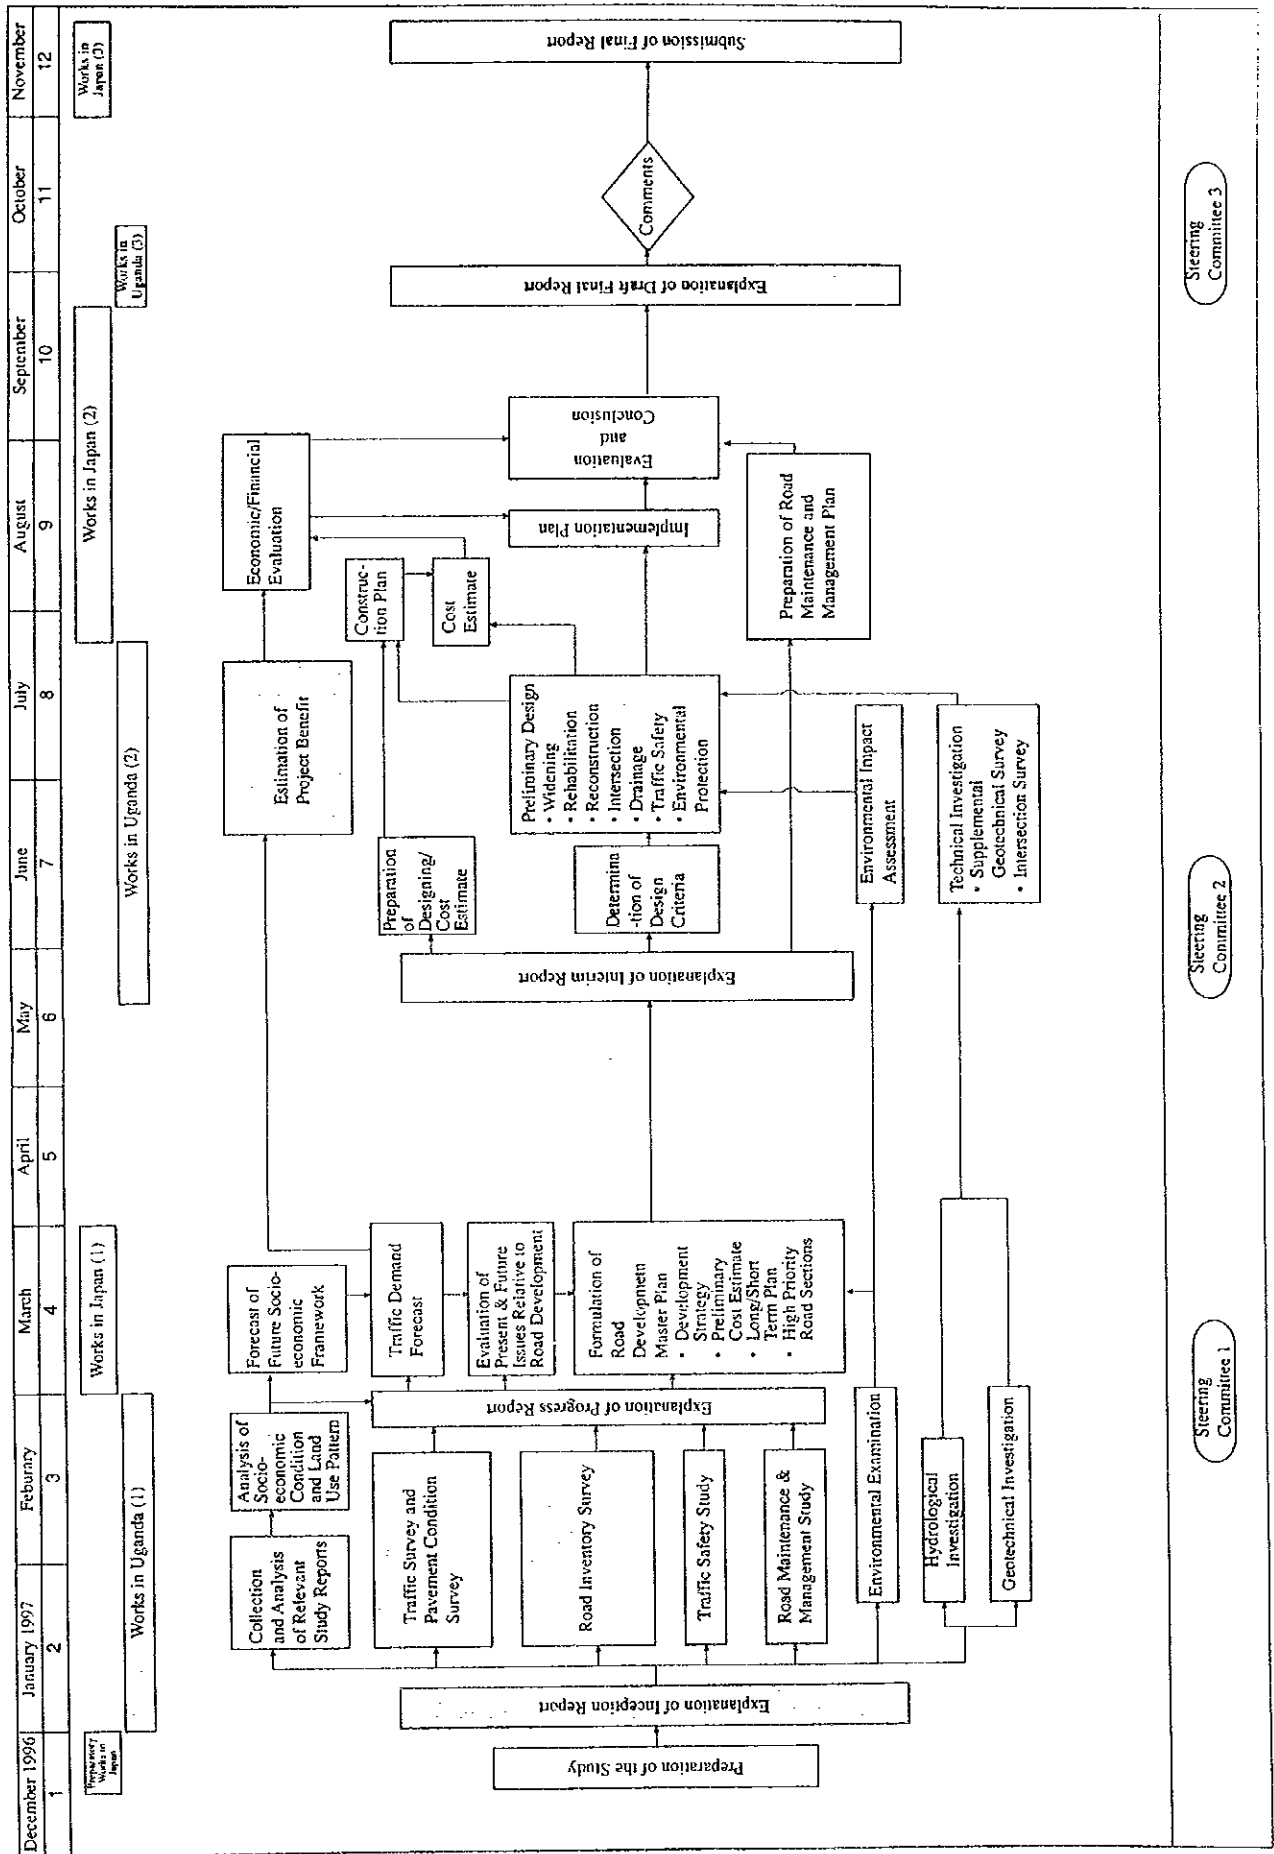 December 1996
January 1997
Feburary
March
April
May
June
July
August
September
October
November
1
2
3
4
5
6
7
8
9
10
11
12
Preparatory
Works in
Japan
Works in Uganda (1)
Works in Japan (1)
Works in Uganda (2)
Works in Japan (2)
Works in
Uganda (3)
Works in
Japan (3)
Preparation of the Study
Explanation of Inception Report
Collection
and Analysis
of Relevant
Study Reports
Analysis of
Socio-
economic
Condition
and Land
Use Pattern
Traffic Survey and
Pavement Condition
Survey
Road Inventory Survey
Traffic Safety Study
Road Maintenance &
Management Study
Environmental Examination
Hydrological
Investigation
Geotechnical Investigation
Explanation of Progress Report
Forecast of
Future Socio-
economic
Framework
Traffic Demand
Forecast
Evaluation of
Present & Future
Issues Relative to
Road Development
Formulation of
Road
Developmetn
Master Plan
• Development
Strategy
• Preliminary
Cost Estimate
• Long/Short
Term Plan
• High Priority
Road Sections
Explanation of Interim Report
Preparation
of
Designing/
Cost
Estimate
Determina
-tion of
Design
Criteria
Environmental Impact
Assessment
Technical Investigation
• Supplemental
Geotechnical Survey
• Intersection Survey
Estimation of
Project Benefit
Preliminary Design
• Widening
• Rehabilitation
• Reconstruction
• Intersection
• Drainage
• Traffic Safety
• Environmental
Protection
Construc-
tion Plan
Cost
Estimate
Economic/Financial
Evaluation
Implementation Plan
Preparation of Road
Maintenance and
Management Plan
Evaluation
and
Conclusion
Explanation of Draft Final Report
Comments
Submission of Final Report
Steering
Committee 1
Steering
Committee 2
Steering
Committee 3